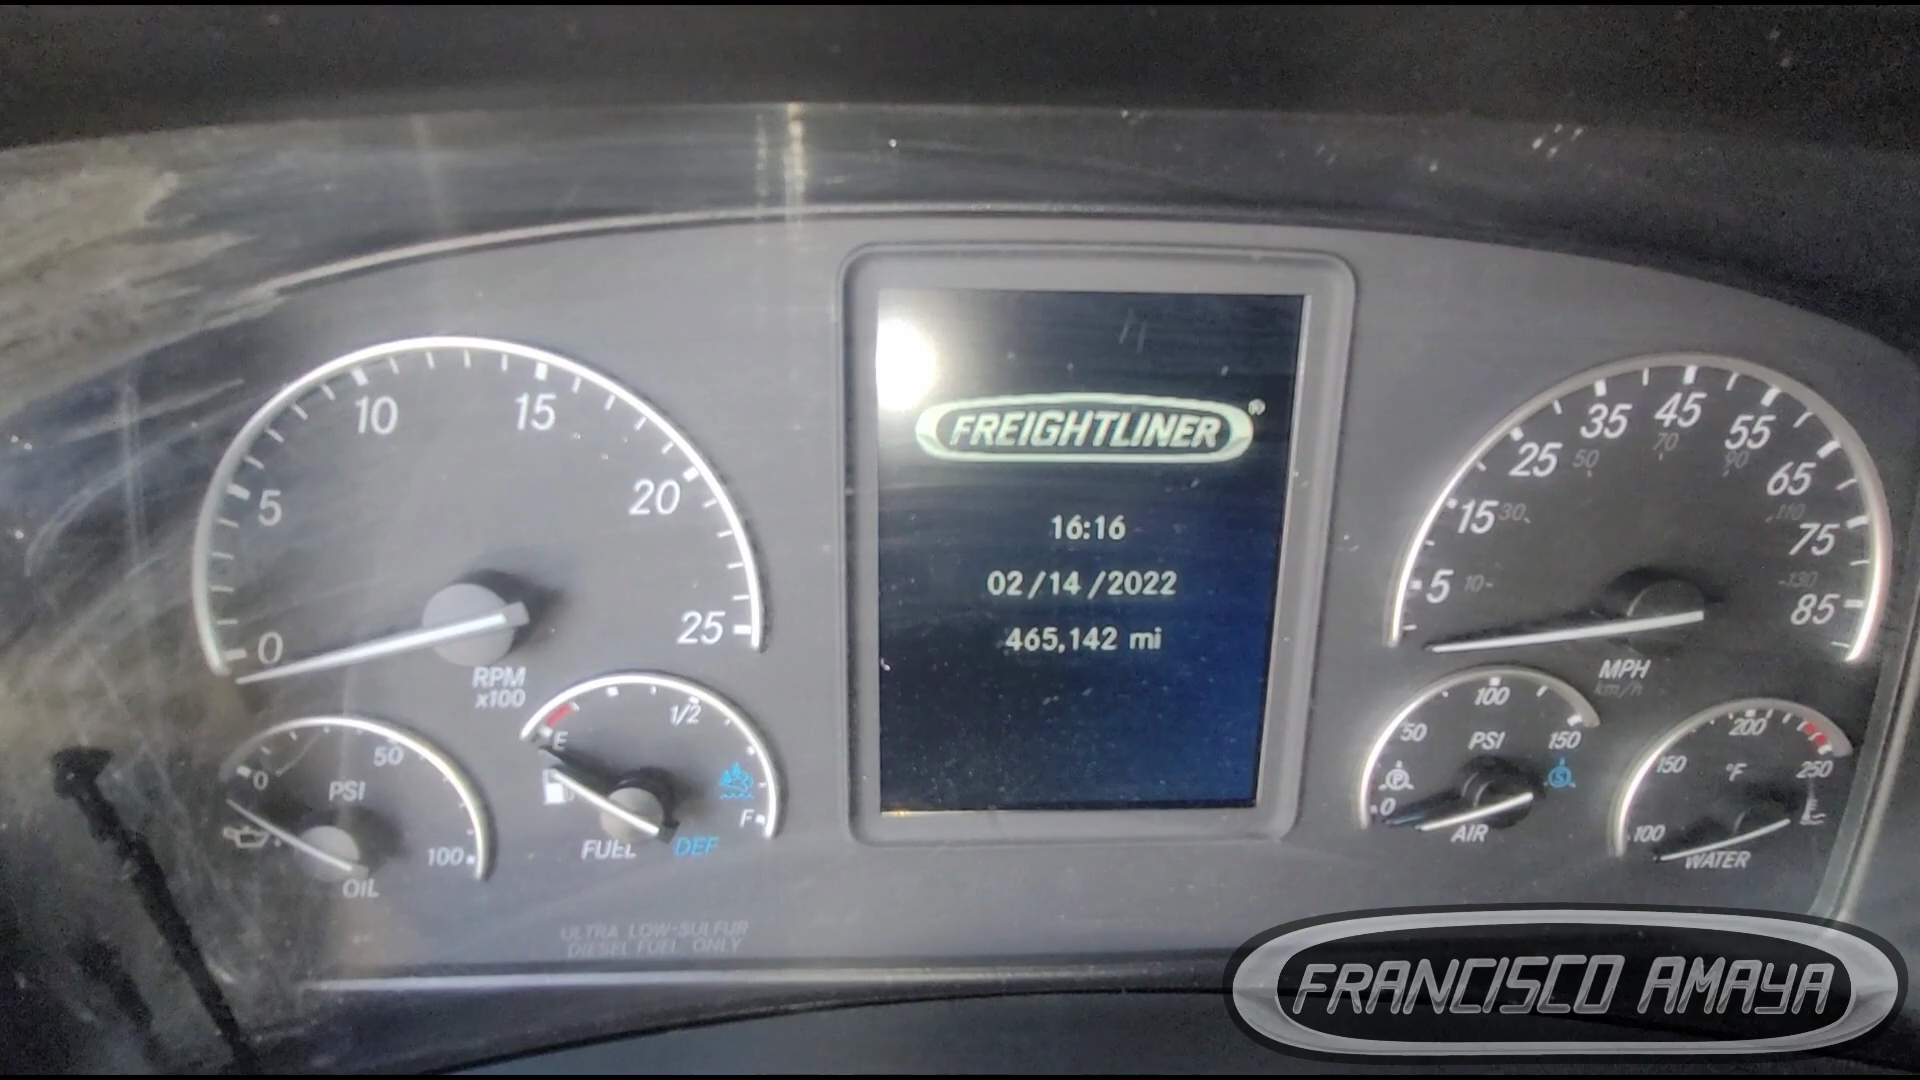 10
15
5
20
0
25
RPM
x100
0
50
PSI
100
OIL
E
1/2
F
FUEL DEF
ULTRA LOW-SULFUR
DIESEL FUEL ONLY
FREIGHTLINER®
16:16
02/14/2022
465,142 mi
5
15
25
35
45
55
65
75
85
10
30
50
70
90
110
130
MPH
km/h
0
50
100
150
PSI
P
S
AIR
100
150
200
250
°F
WATER
FRANCISCO AMAYA